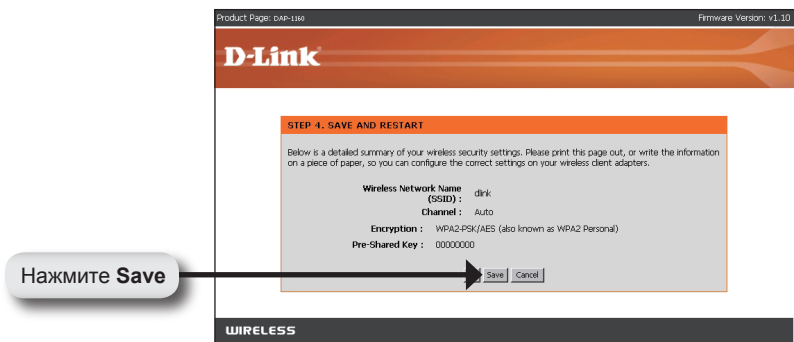 Product Page: DAP-1160 Firmware Version: v1.10
D-Link
STEP 4. SAVE AND RESTART
Below is a detailed summary of your wireless security settings. Please print this page out, or write the information
on a piece of paper, so you can configure the correct settings on your wireless client adapters.
Wireless Network Name
(SSID) : dlink
Channel : Auto
Encryption : WPA2-PSK/AES (also known as WPA2 Personal)
Pre-Shared Key : 00000000
Save Cancel
Нажмите Save
WIRELESS